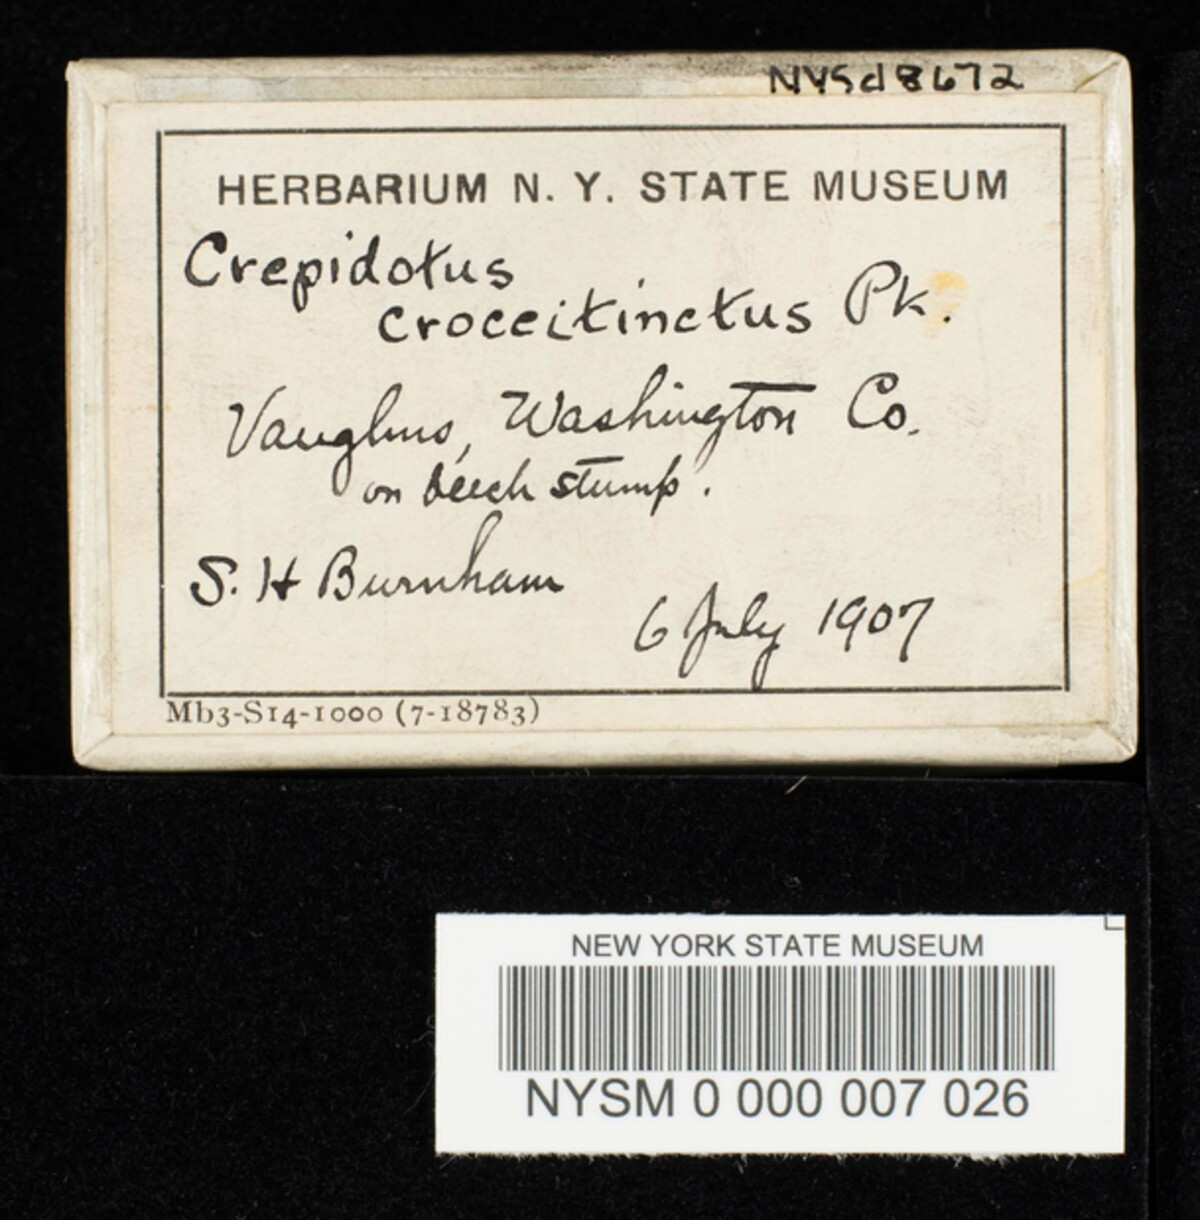 NYSd8672
HERBARIUM N. Y. STATE MUSEUM
Crepidotus
croceitinctus Pk.
Vaughns, Washington Co.
on beech stump.
S. H Burnham
6 July 1907
Mb3-S14-1000 (7-18783)
NEW YORK STATE MUSEUM
NYSM 0 000 007 026